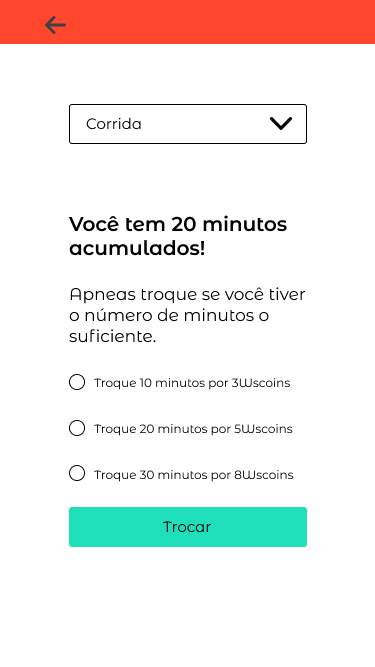 Corrida
Você tem 20 minutos
acumulados!
Apneas troque se você tiver
o número de minutos o
suficiente.
Troque 10 minutos por 3Wscoins
Troque 20 minutos por 5Wscoins
Troque 30 minutos por 8Wscoins
Trocar